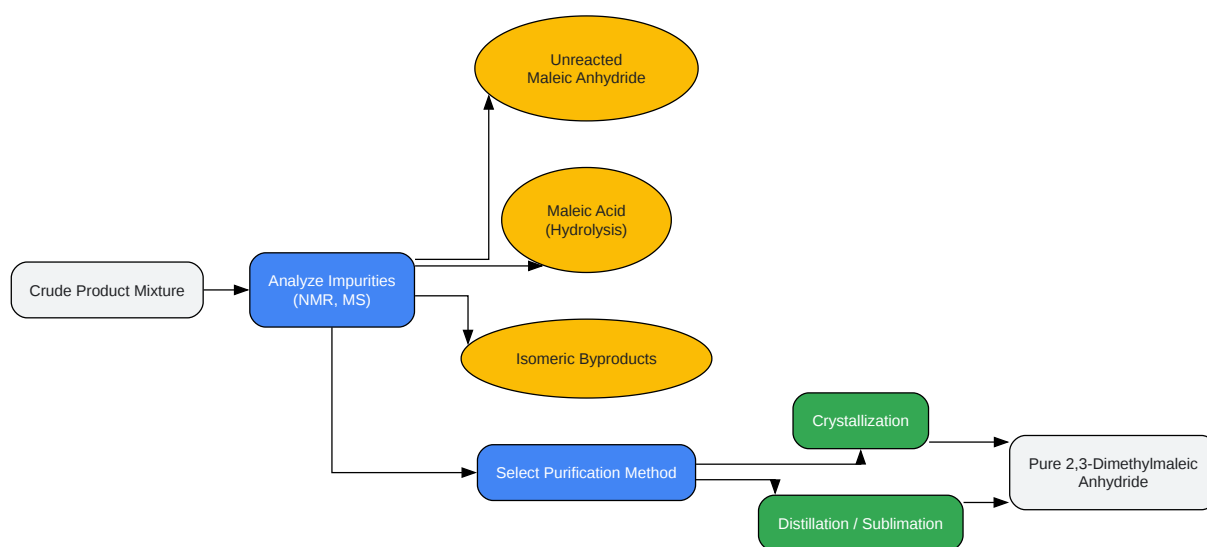 Unreacted
Maleic Anhydride
Maleic Acid
(Hydrolysis)
Crude Product Mixture
Analyze Impurities
(NMR, MS)
Isomeric Byproducts
Select Purification Method
Crystallization
Distillation / Sublimation
Pure 2,3-Dimethylmaleic
Anhydride